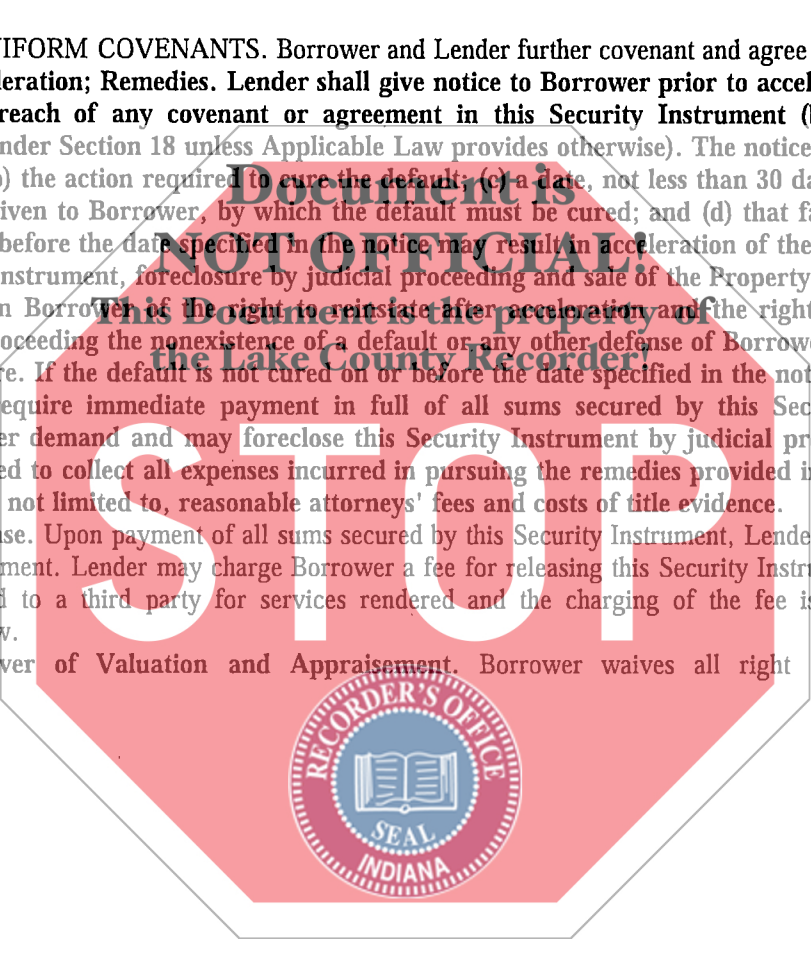 NIFORM COVENANTS. Borrower and Lender further covenant and agree
leration; Remedies. Lender shall give notice to Borrower prior to accel
reach of any covenant or agreement in this Security Instrument (
nder Section 18 unless Applicable Law provides otherwise). The notice
) the action required to cure the default; (c) a date, not less than 30 da
Document is
iven to Borrower, by which the default must be cured; and (d) that fa
before the date specified in the notice may result in acceleration of the
NOT OFFICIAL!
nstrument, foreclosure by judicial proceeding and sale of the Property
n Borrower of the right to reinstate after acceleration and the right
This Document is the property of
oceeding the nonexistence of a default or any other defense of Borrowe
the Lake County Recorder!
e. If the default is not cured on or before the date specified in the not
equire immediate payment in full of all sums secured by this Sec
er demand and may foreclose this Security Instrument by judicial pr
ed to collect all expenses incurred in pursuing the remedies provided i
not limited to, reasonable attorneys' fees and costs of title evidence.
STOP
ase. Upon payment of all sums secured by this Security Instrument, Lende
ment. Lender may charge Borrower a fee for releasing this Security Instru
d to a third party for services rendered and the charging of the fee is
w.
ver of Valuation and Appraisement. Borrower waives all right
RECORDER'S OFFICE
SEAL
INDIANA